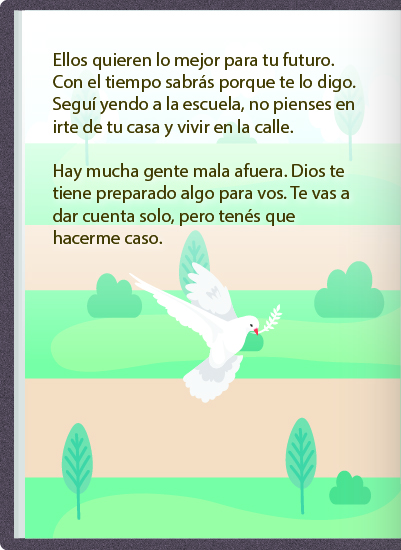 Ellos quieren lo mejor para tu futuro.
Con el tiempo sabrás porque te lo digo.
Seguí yendo a la escuela, no pienses en
irte de tu casa y vivir en la calle.
Hay mucha gente mala afuera. Dios te
tiene preparado algo para vos. Te vas a
dar cuenta solo, pero tenés que
hacerme caso.